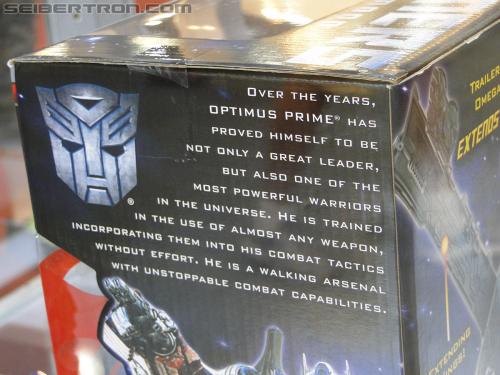 SEIBERTRON.COM
OVER THE YEARS,
OPTIMUS PRIME® HAS
PROVED HIMSELF TO BE
NOT ONLY A GREAT LEADER,
BUT ALSO ONE OF THE
MOST POWERFUL WARRIORS
IN THE UNIVERSE. HE IS TRAINED
IN THE USE OF ALMOST ANY WEAPON,
INCORPORATING THEM INTO HIS COMBAT TACTICS
WITHOUT EFFORT. HE IS A WALKING ARSENAL
WITH UNSTOPPABLE COMBAT CAPABILITIES.
®
TRAILER
OMEGA
EXTENDS
EXTENDING